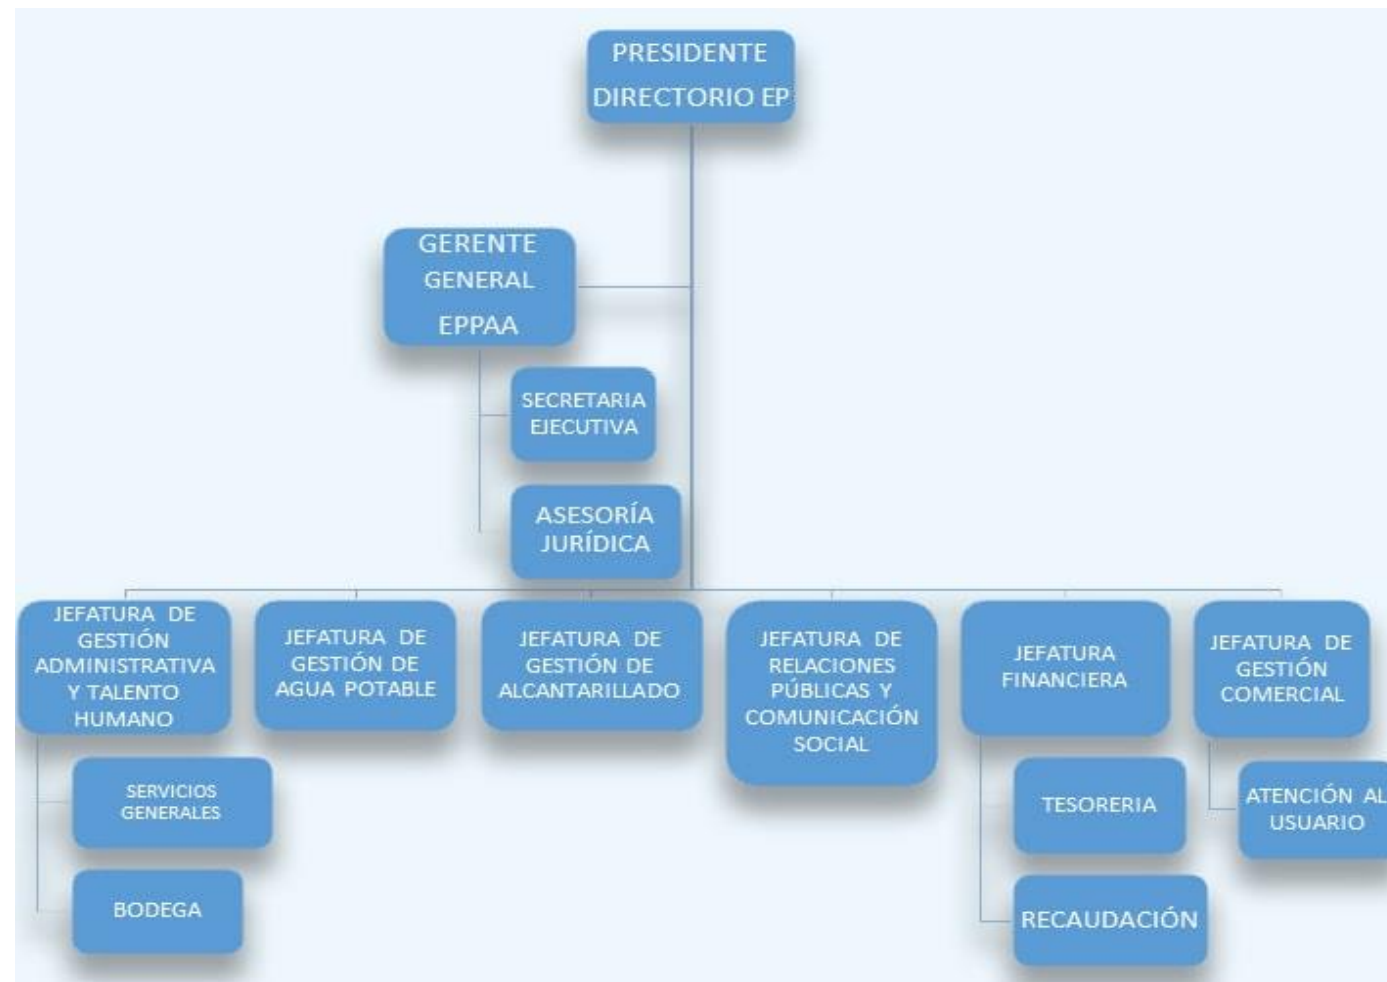 PRESIDENTE
DIRECTORIO EP
GERENTE
GENERAL
EPPAA
SECRETARIA
EJECUTIVA
ASESORÍA
JURÍDICA
JEFATURA DE
GESTIÓN
ADMINISTRATIVA
Y TALENTO
HUMANO
JEFATURA DE
GESTIÓN DE
AGUA POTABLE
JEFATURA DE
GESTIÓN DE
ALCANTARILLADO
JEFATURA DE
RELACIONES
PÚBLICAS Y
COMUNICACIÓN
SOCIAL
JEFATURA
FINANCIERA
JEFATURA DE
GESTIÓN
COMERCIAL
SERVICIOS
GENERALES
BODEGA
TESORERIA
RECAUDACIÓN
ATENCIÓN AL
USUARIO